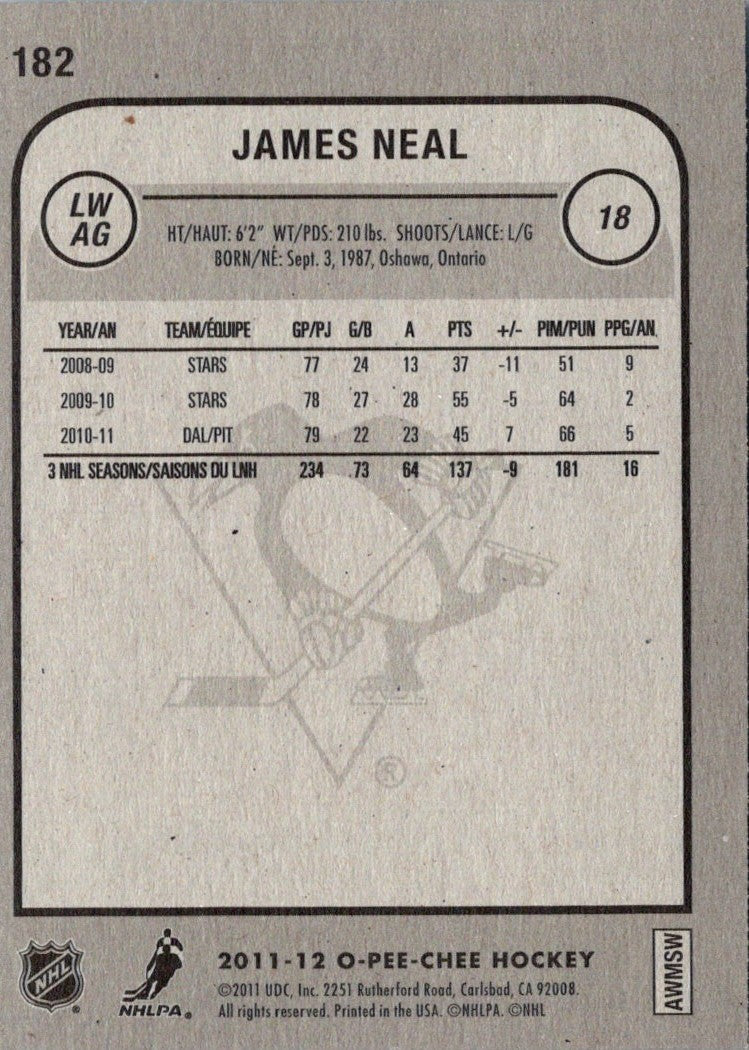 182
JAMES NEAL
LW
AG
18
HT/HAUT: 6'2" WT/PDS: 210 lbs. SHOOTS/LANCE: L/G
BORN/NÉ: Sept. 3, 1987, Oshawa, Ontario
YEAR/AN TEAM/ÉQUIPE GP/PJ G/B A PTS +/- PIM/PUN PPG/AN
2008-09 STARS 77 24 13 37 -11 51 9
2009-10 STARS 78 27 28 55 -5 64 2
2010-11 DAL/PIT 79 22 23 45 7 66 5
3 NHL SEASONS/SAISONS DU LNH 234 73 64 137 -9 181 16
®
NHL ®
NHLPA®
2011-12 O-PEE-CHEE HOCKEY
©2011 UDC, Inc. 2251 Rutherford Road, Carlsbad, CA 92008.
All rights reserved. Printed in the USA. ©NHLPA. ©NHL
AWMSW